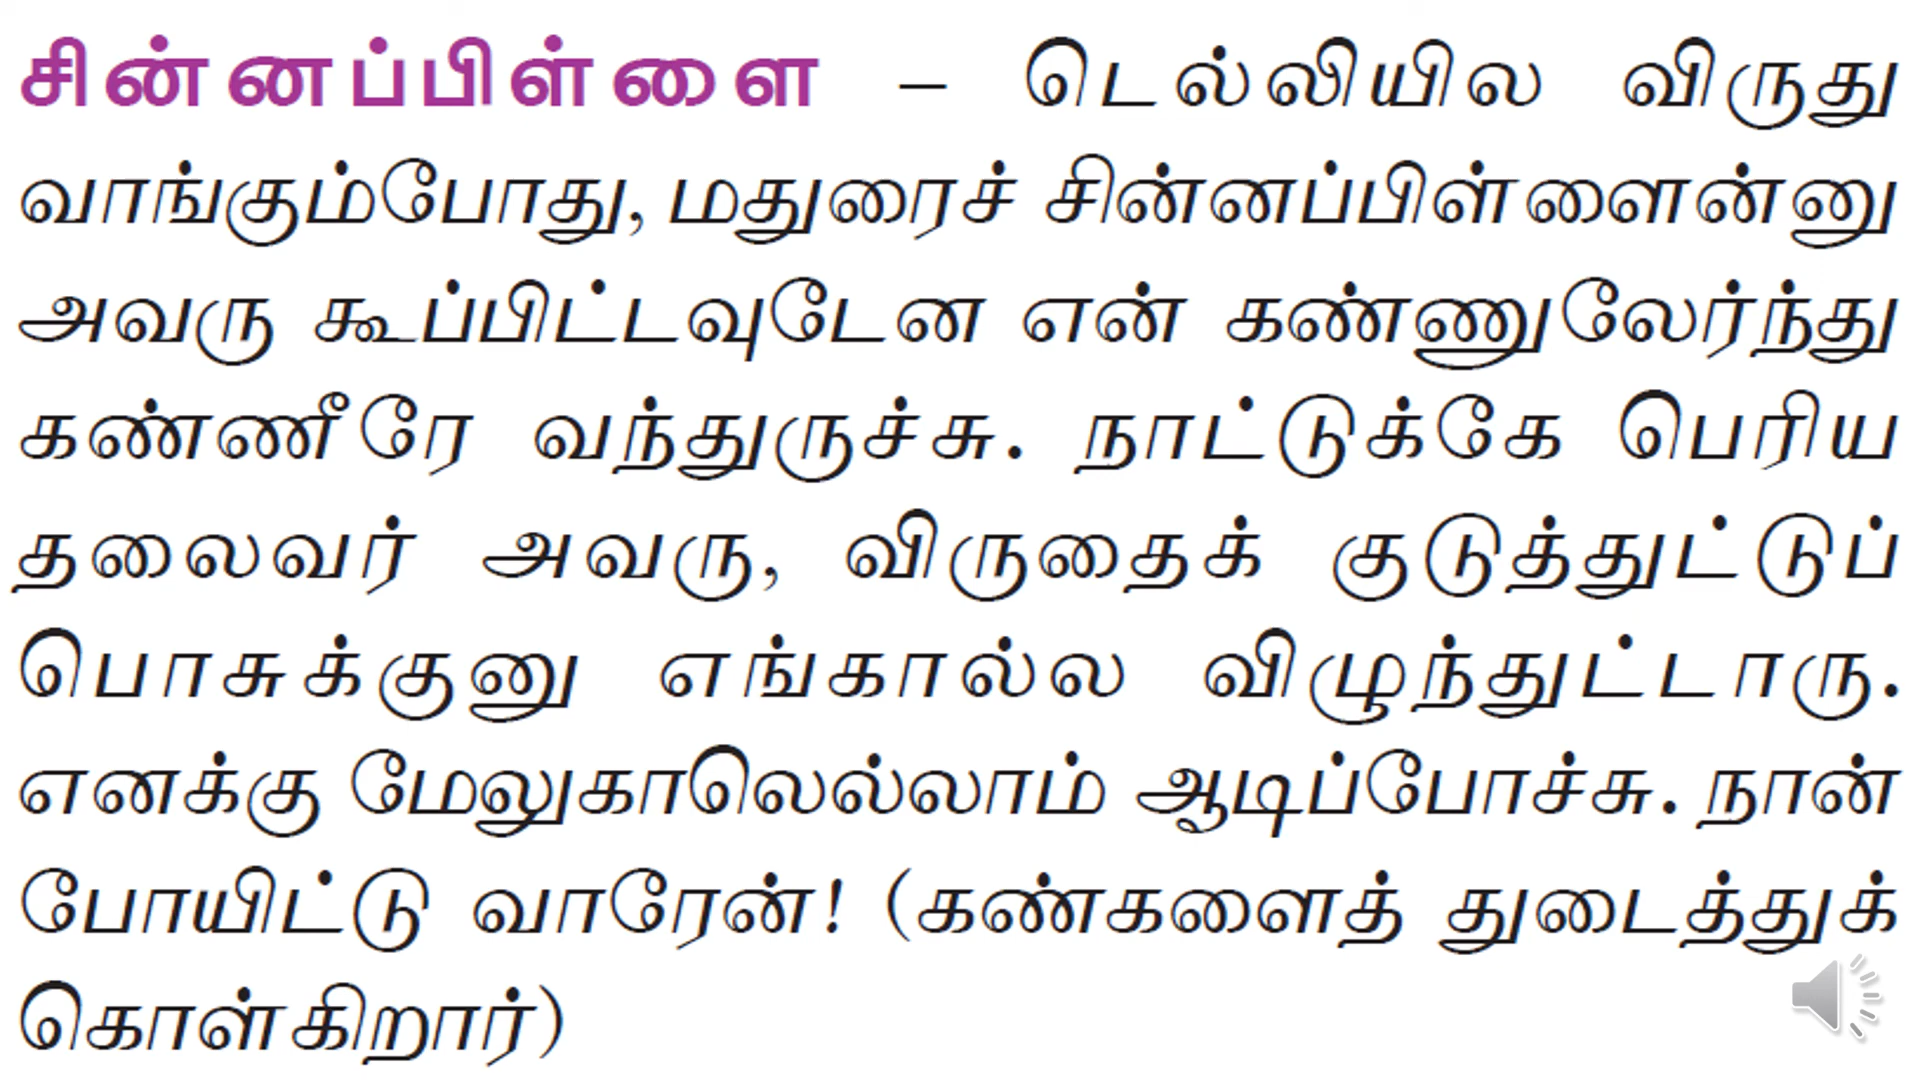 சின்னப்பிள்ளை – டெல்லியில விருது
வாங்கும்போது, மதுரைச் சின்னப்பிள்ளைன்னு
அவரு கூப்பிட்டவுடேன என் கண்ணுலேர்ந்து
கண்ணீரே வந்துருச்சு. நாட்டுக்கே பெரிய
தலைவர் அவரு, விருதைக் குடுத்துட்டுப்
பொசுக்குனு எங்கால்ல விழுந்துட்டாரு.
எனக்கு மேலுகாலெல்லாம் ஆடிப்போச்சு. நான்
போயிட்டு வாரேன்! (கண்களைத் துடைத்துக்
கொள்கிறார்)